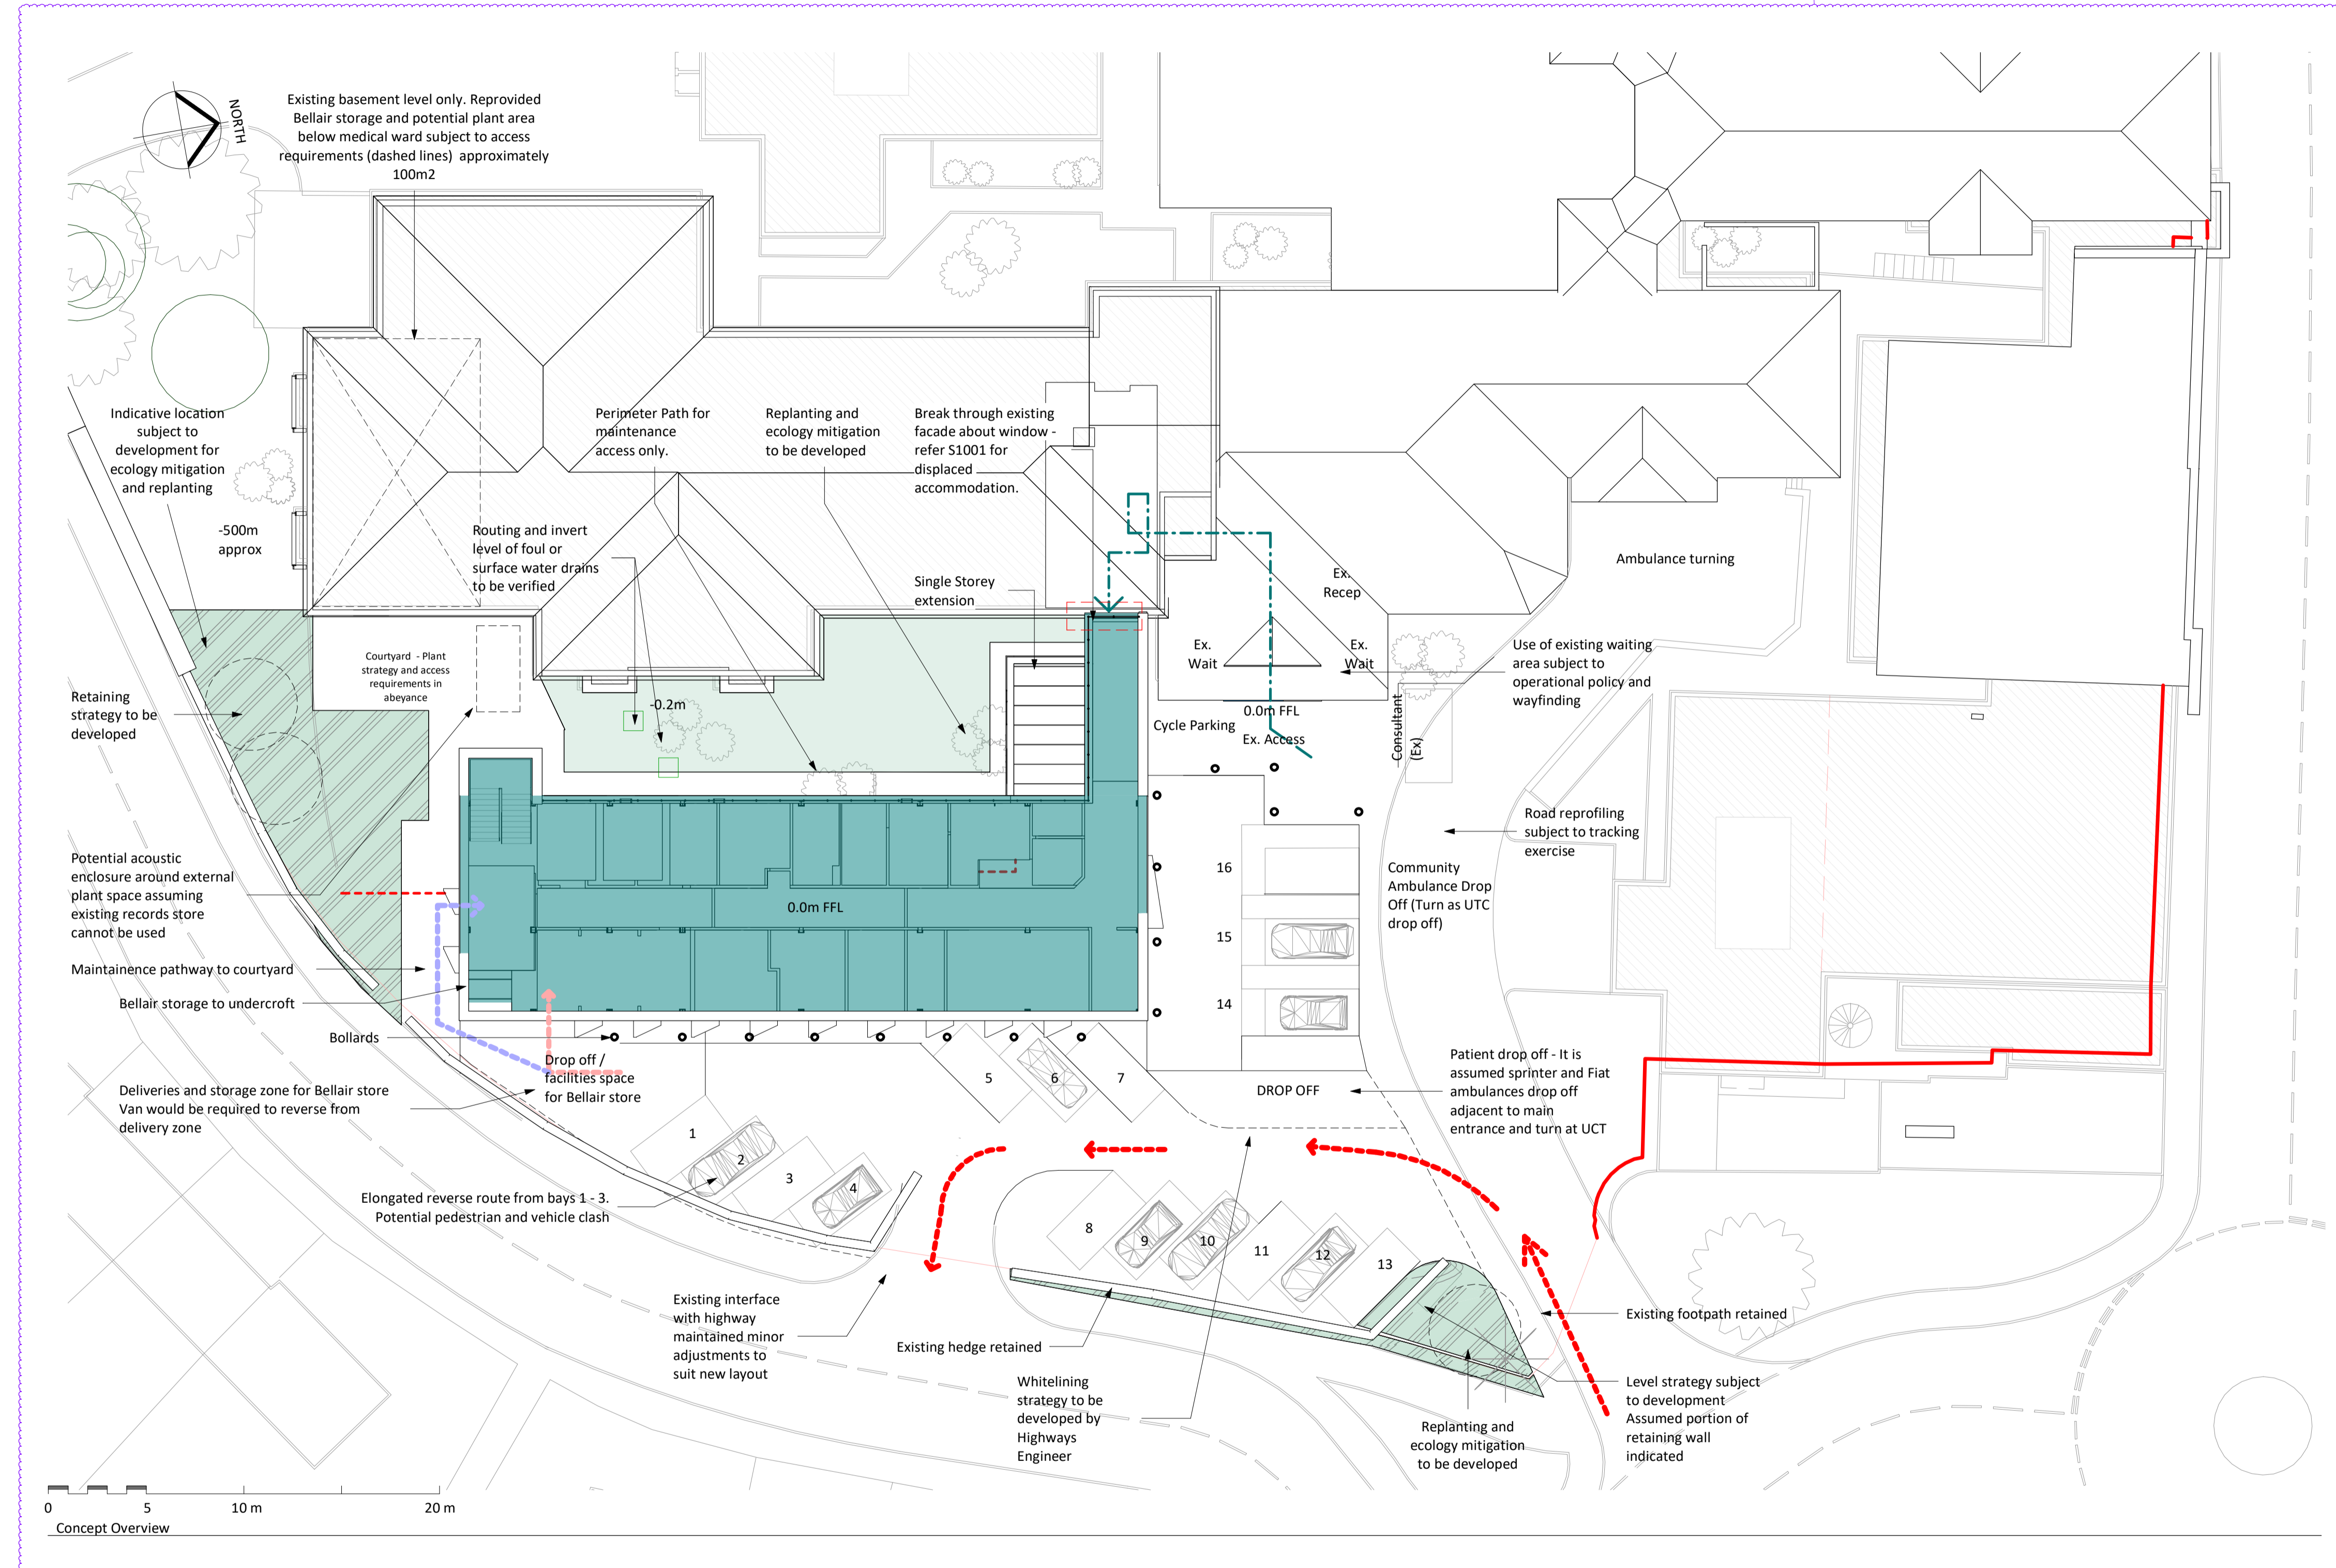 NORTH
Existing basement level only. Reprovided
Bellair storage and potential plant area
below medical ward subject to access
requirements (dashed lines)  approximately
100m2
Indicative location
subject to
development for
ecology mitigation
and replanting
-500m
approx
Perimeter Path for
maintenance
access only.
Replanting and
ecology mitigation
to be developed
Break through existing
facade about window -
refer S1001 for
displaced
accommodation.
Routing and invert
level of foul or
surface water drains
to be verified
Single Storey
extension
Ambulance turning
Ex.
Recep
Ex.
Wait
Ex.
Wait
Use of existing waiting
area subject to
operational policy and
wayfinding
Courtyard  - Plant
strategy and access
requirements in
abeyance
Retaining
strategy to be
developed
-0.2m
0.0m FFL
Cycle Parking
Ex. Access
Consultant
(Ex)
Road reprofiling
subject to tracking
exercise
Potential acoustic
enclosure around external
plant space assuming
existing records store
cannot be used
0.0m FFL
16
15
14
Community
Ambulance Drop
Off (Turn as UTC
drop off)
Maintainence pathway to courtyard
Bellair storage to undercroft
Bollards
Drop off /
facilities space
for Bellair store
Deliveries and storage zone for Bellair store
Van would be required to reverse from
delivery zone
5
6
7
DROP OFF
Patient drop off - It is
assumed sprinter and Fiat
ambulances drop off
adjacent to main
entrance and turn at UCT
1
2
3
4
Elongated reverse route from bays 1 - 3.
Potential pedestrian and vehicle clash
8
9
10
11
12
13
Existing interface
with highway
maintained minor
adjustments to
suit new layout
Existing hedge retained
Existing footpath retained
Whitelining
strategy to be
developed by
Highways
Engineer
Replanting and
ecology mitigation
to be developed
Level strategy subject
to development
Assumed portion of
retaining wall
indicated
0
5
10 m
20 m
Concept Overview